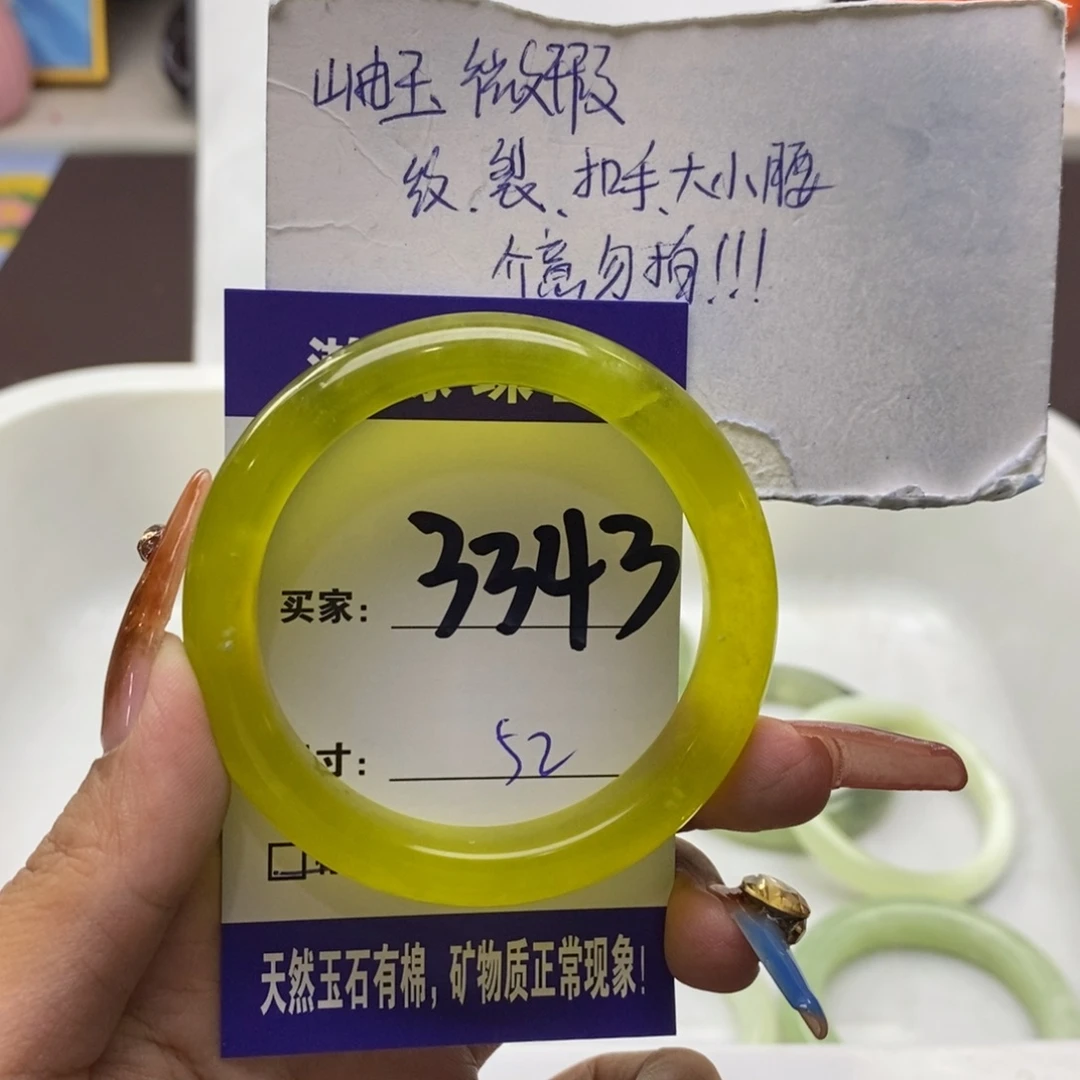 岫玉微瑕
纹、裂、扣手、大小腰
介意勿拍!!!
买家: 3343
寸: 52
天然玉石有棉,矿物质正常现象!